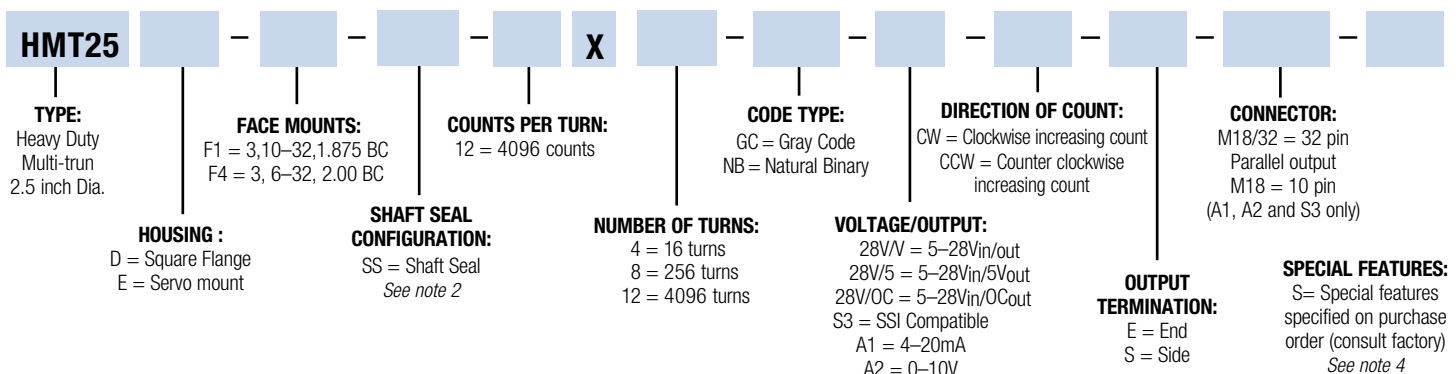 HMT25 – – – X – – – – – –
TYPE:
Heavy Duty
Multi-trun
2.5 inch Dia.
HOUSING :
D = Square Flange
E = Servo mount
FACE MOUNTS:
F1 = 3,10–32,1.875 BC
F4 = 3, 6–32, 2.00 BC
SHAFT SEAL
CONFIGURATION:
SS = Shaft Seal
See note 2
COUNTS PER TURN:
12 = 4096 counts
NUMBER OF TURNS:
4 = 16 turns
8 = 256 turns
12 = 4096 turns
CODE TYPE:
GC = Gray Code
NB = Natural Binary
VOLTAGE/OUTPUT:
28V/V = 5–28Vin/out
28V/5 = 5–28Vin/5Vout
28V/OC = 5–28Vin/OCout
S3 = SSI Compatible
A1 = 4–20mA
A2 = 0–10V
DIRECTION OF COUNT:
CW = Clockwise increasing count
CCW = Counter clockwise
increasing count
OUTPUT
TERMINATION:
E = End
S = Side
CONNECTOR:
M18/32 = 32 pin
Parallel output
M18 = 10 pin
(A1, A2 and S3 only)
SPECIAL FEATURES:
S= Special features
specified on purchase
order (consult factory)
See note 4